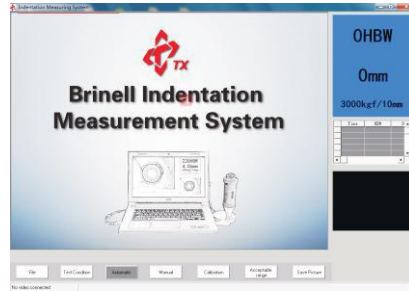 Indentation Measuring System
TX
Brinell Indentation
Measurement System
0HBW
0mm
3000kgf/10mm
File
Test Condition
Automatic
Manual
Calibration
Acceptable
range
Save Picture
No video connected